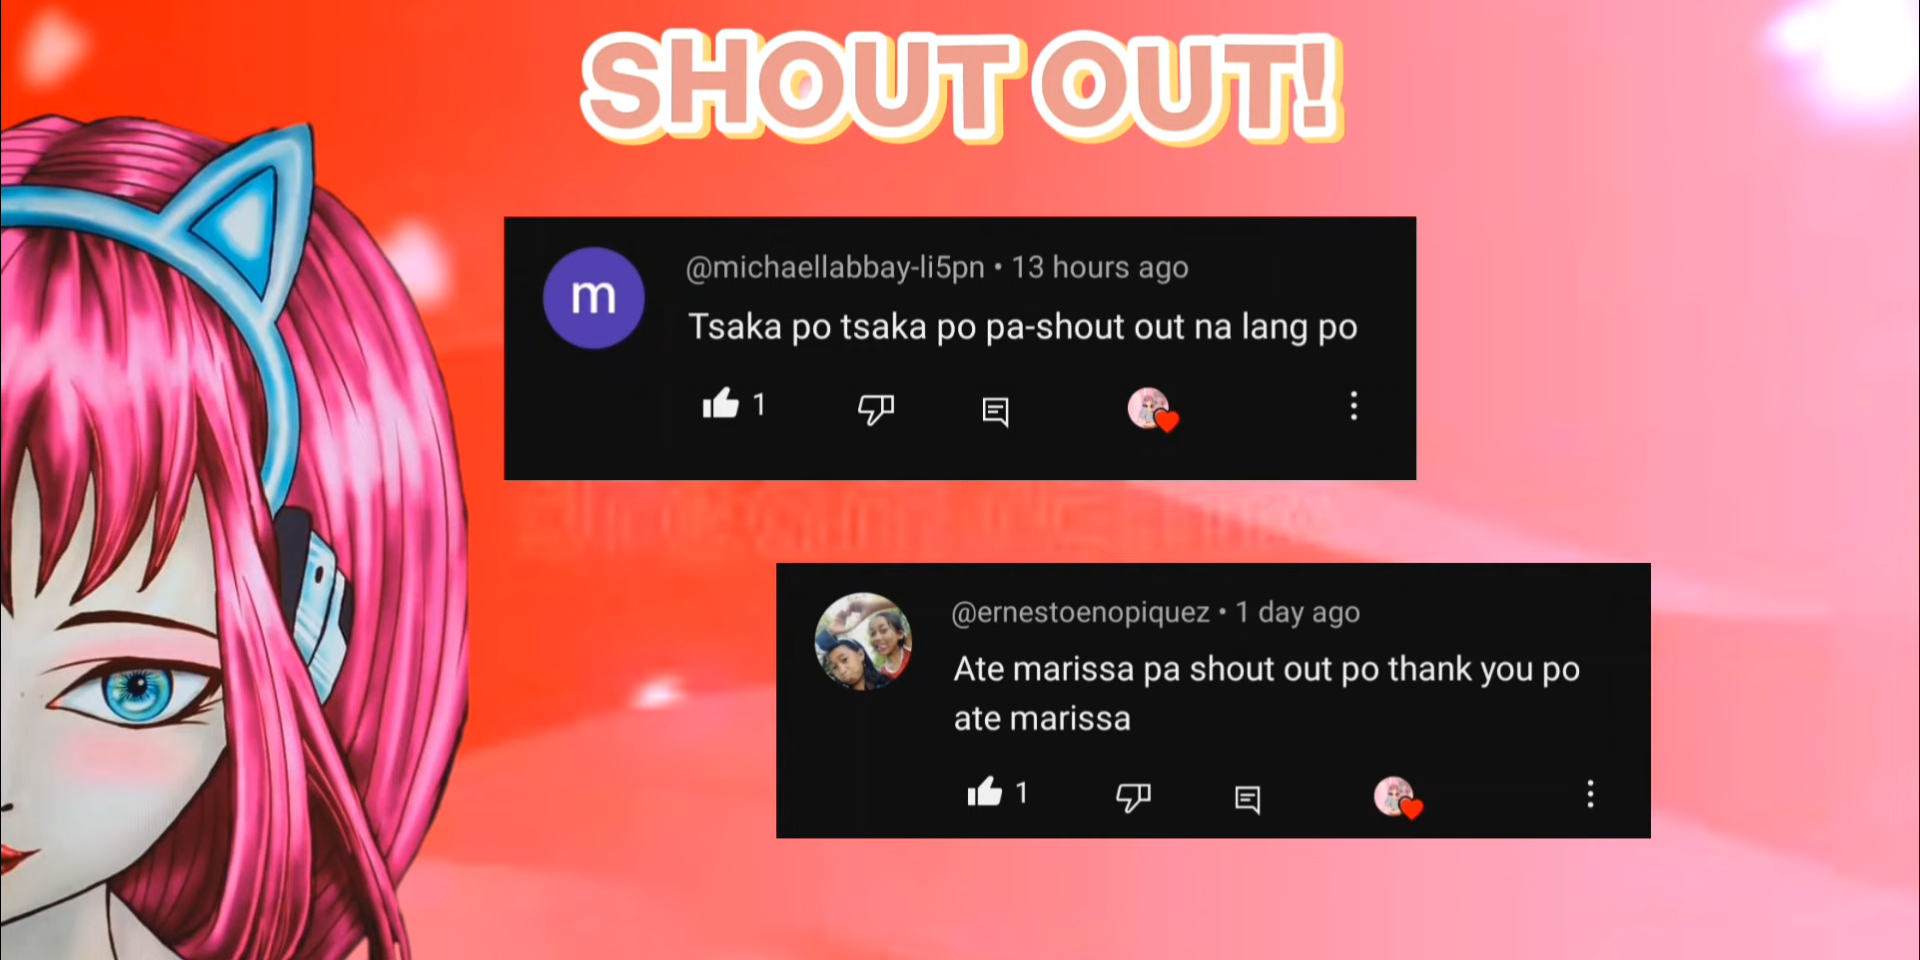 SHOUT OUT!
m
@michaellabbay-li5pn • 13 hours ago
Tsaka po tsaka po pa-shout out na lang po
1
@ernestoenopiquez • 1 day ago
Ate marissa pa shout out po thank you po
ate marissa
1